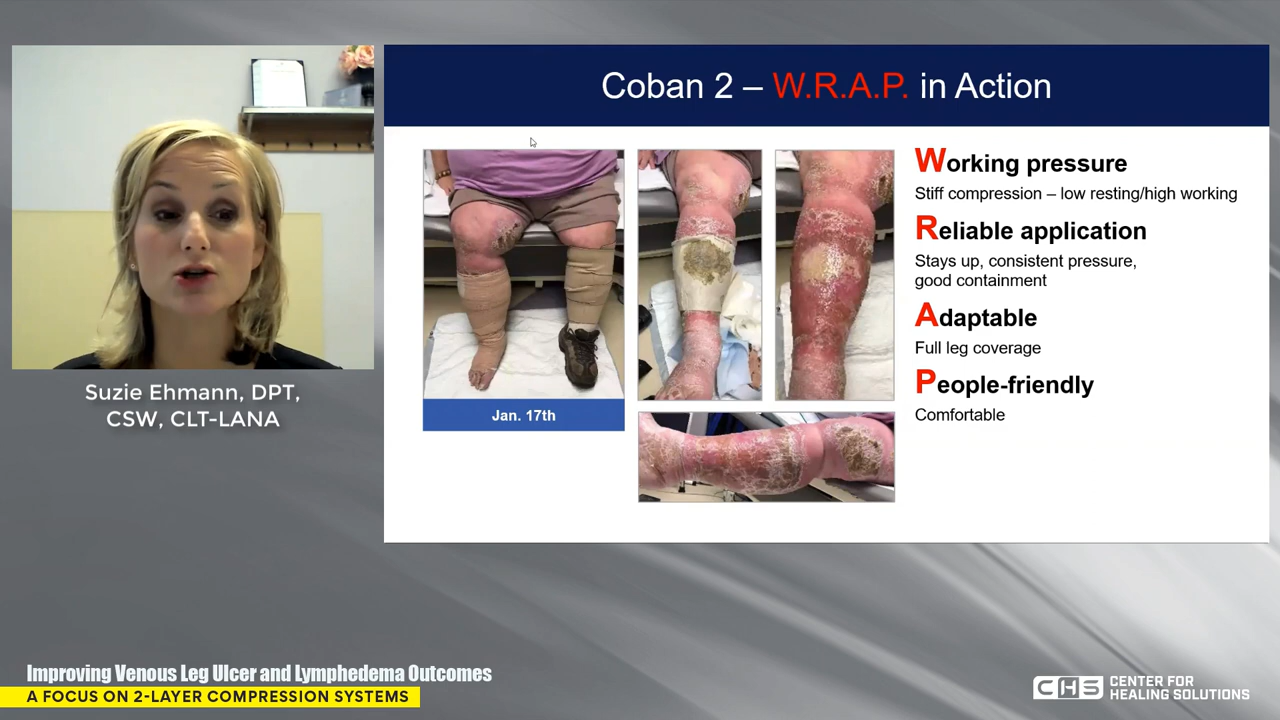 Coban 2 – W.R.A.P. in Action
Working pressure
Stiff compression – low resting/high working
Reliable application
Stays up, consistent pressure,
good containment
Adaptable
Full leg coverage
People-friendly
Comfortable
Jan. 17th
Suzie Ehmann, DPT,
CSW, CLT-LANA
Improving Venous Leg Ulcer and Lymphedema Outcomes
A FOCUS ON 2-LAYER COMPRESSION SYSTEMS
CHS CENTER FOR
HEALING SOLUTIONS